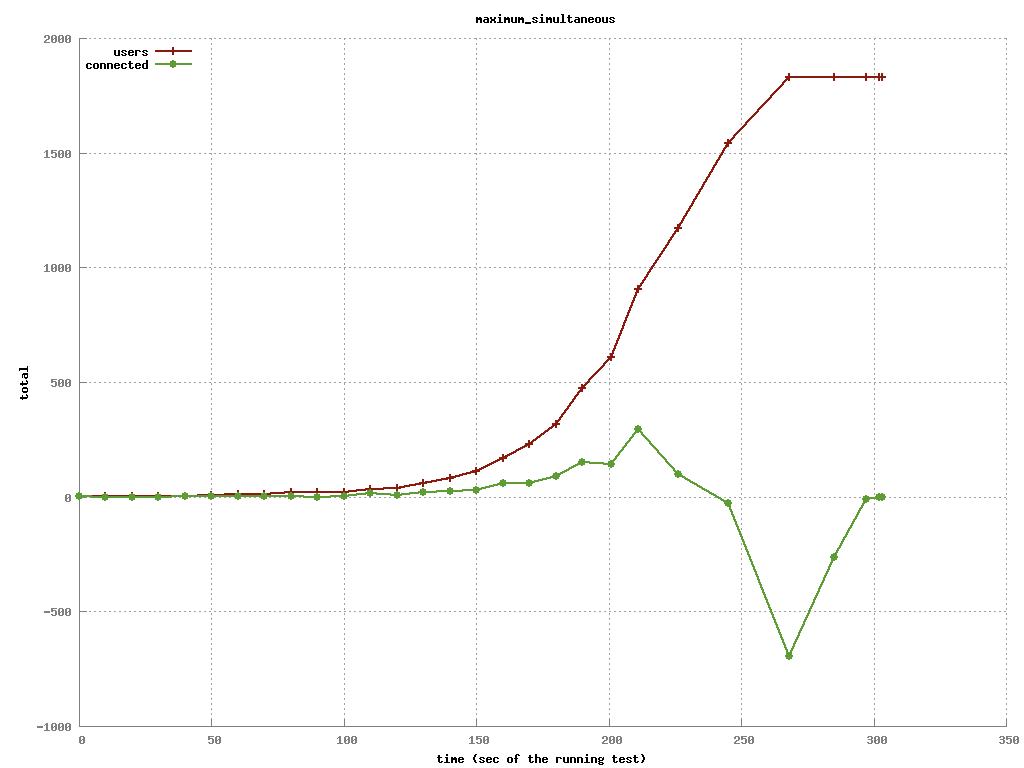 maximum_simultaneous
2000
users
connected
1500
1000
total
500
0
-500
-1000
0 50 100 150 200 250 300 350
time (sec of the running test)